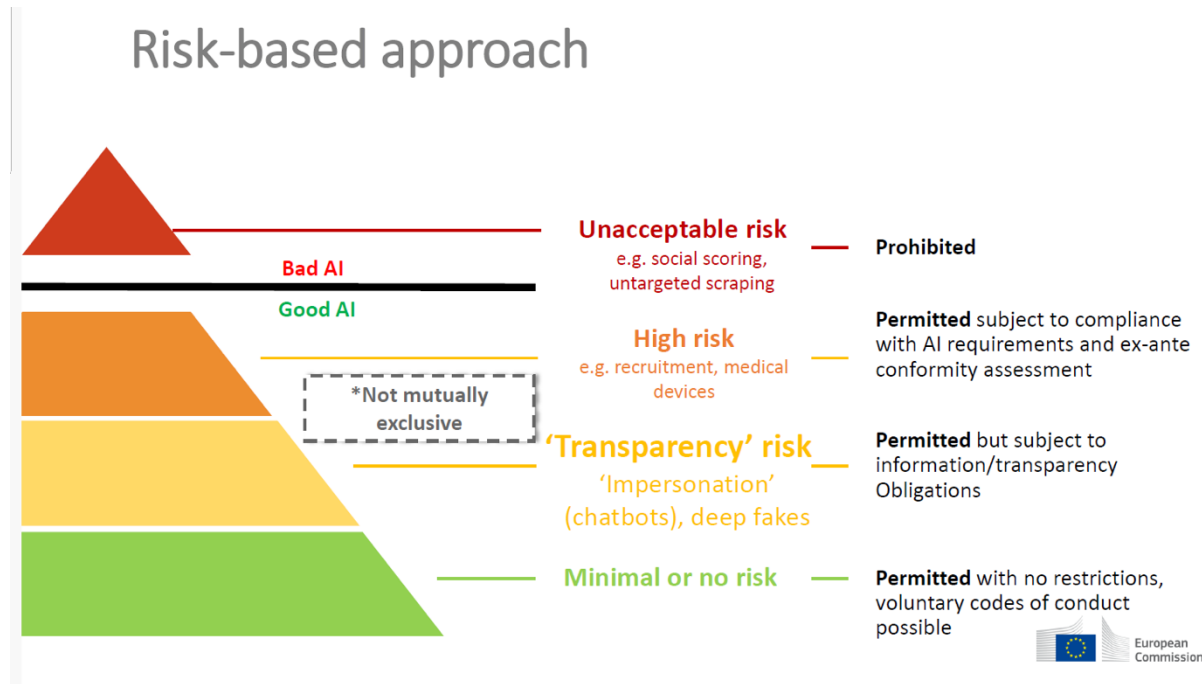 Risk-based approach
Unacceptable risk
e.g. social scoring,
untargeted scraping
Prohibited
Bad AI
Good AI
High risk
e.g. recruitment, medical
devices
Permitted subject to compliance
with AI requirements and ex-ante
conformity assessment
*Not mutually
exclusive
'Transparency' risk
'Impersonation'
(chatbots), deep fakes
Permitted but subject to
information/transparency
Obligations
Minimal or no risk
Permitted with no restrictions,
voluntary codes of conduct
possible
European
Commission